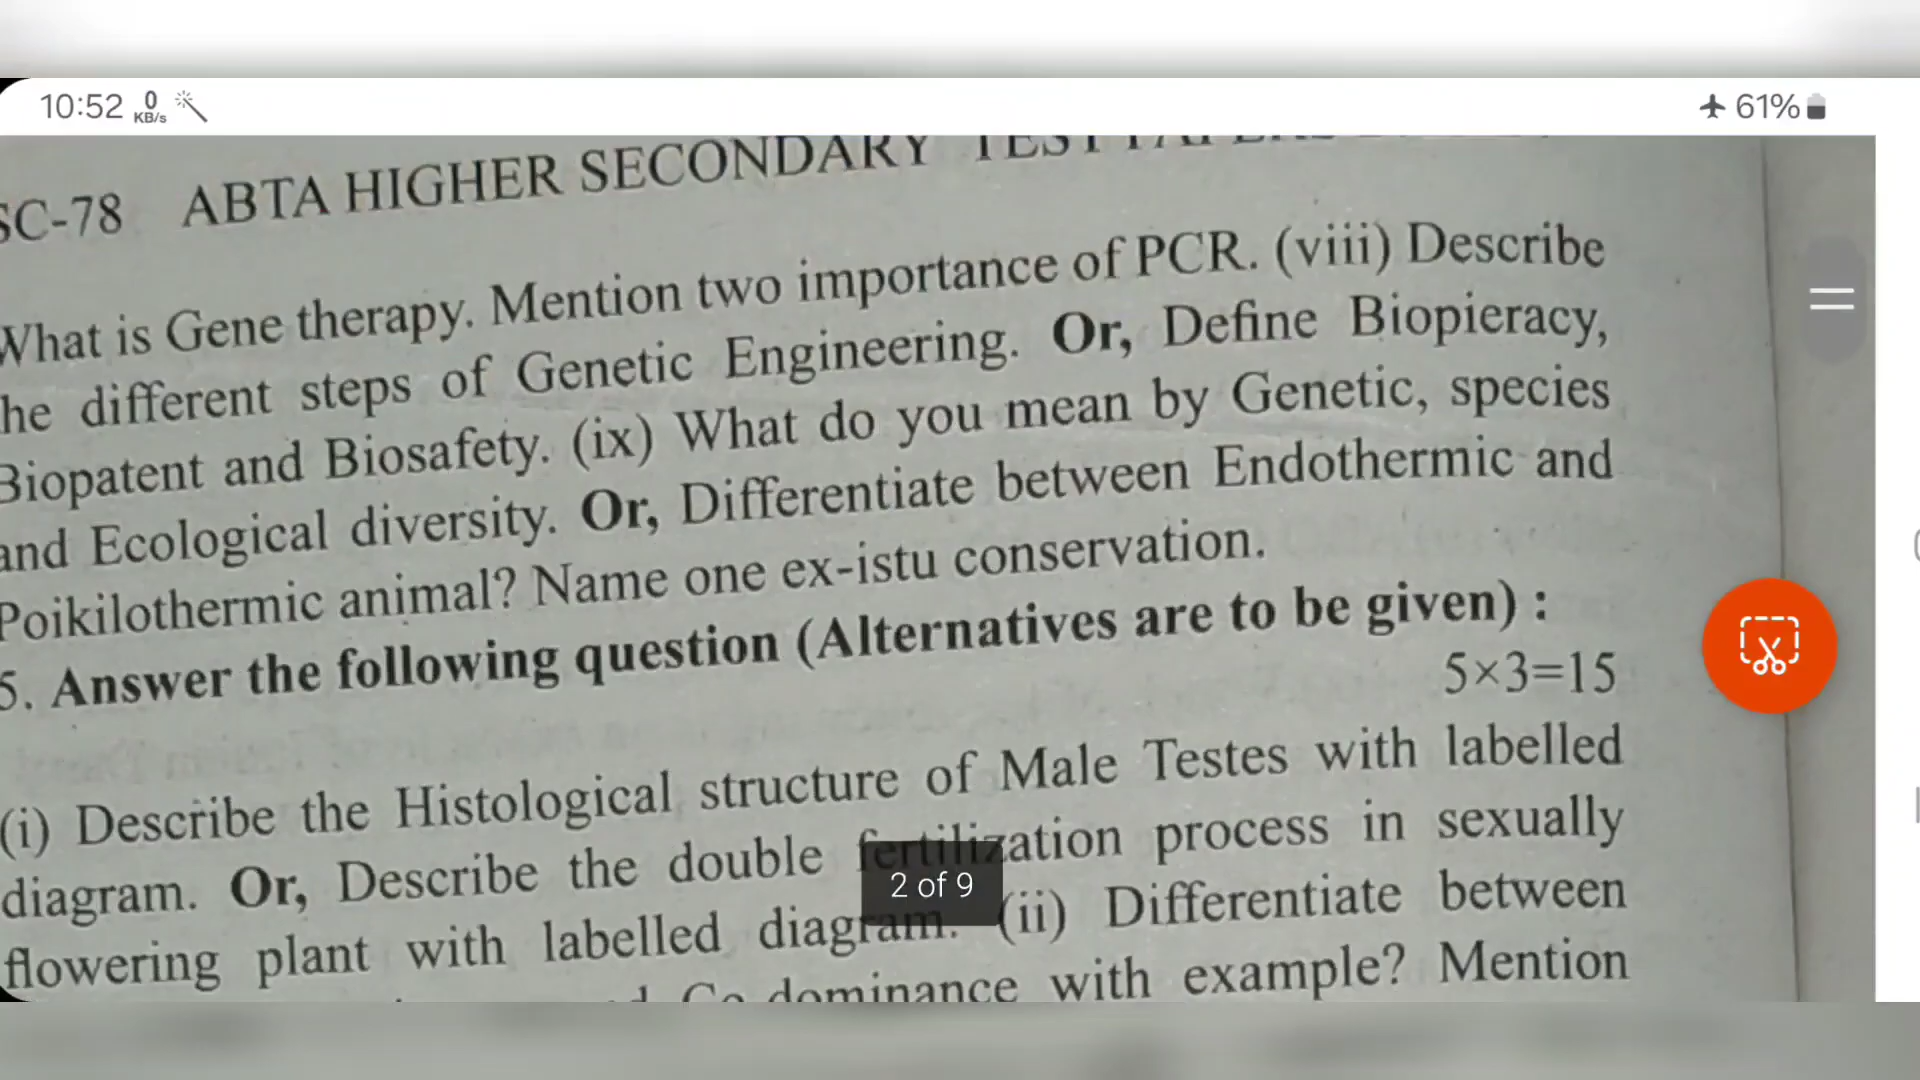 10:52 0 KB/s 61%
SC-78 ABTA HIGHER SECONDARY
What is Gene therapy. Mention two importance of PCR. (viii) Describe
he different steps of Genetic Engineering. Or, Define Biopieracy,
Biopatent and Biosafety. (ix) What do you mean by Genetic, species
and Ecological diversity. Or, Differentiate between Endothermic and
Poikilothermic animal? Name one ex-istu conservation.
5. Answer the following question (Alternatives are to be given) :
5×3=15
(i) Describe the Histological structure of Male Testes with labelled
diagram. Or, Describe the double fertilization process in sexually
2 of 9
flowering plant with labelled diagram. (ii) Differentiate between
Co-dominance with example? Mention